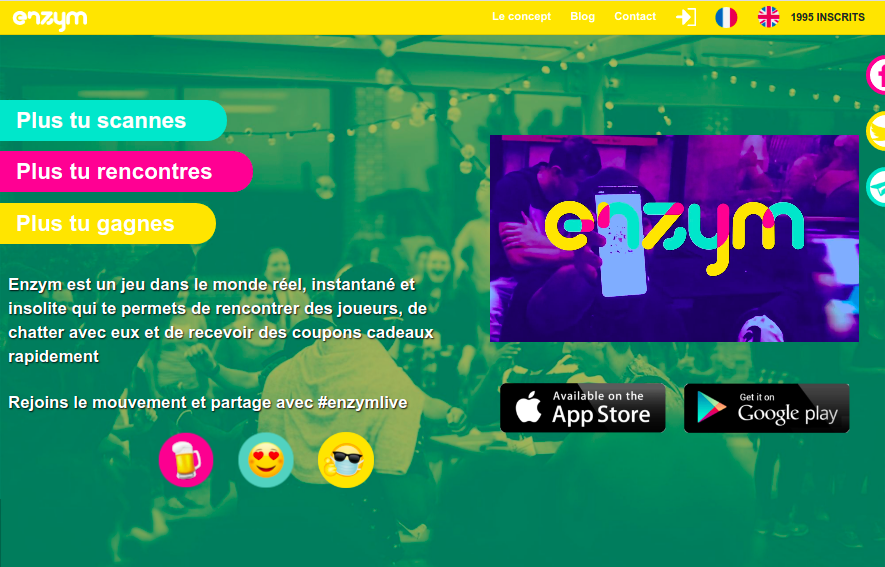 enzym
Le concept Blog Contact 1995 INSCRITS
Plus tu scannes
Plus tu rencontres
Plus tu gagnes
enzym
Enzym est un jeu dans le monde réel, instantané et
insolite qui te permets de rencontrer des joueurs, de
chatter avec eux et de recevoir des coupons cadeaux
rapidement
Rejoins le mouvement et partage avec #enzymlive
Available on the
App Store
Get it on
Google play